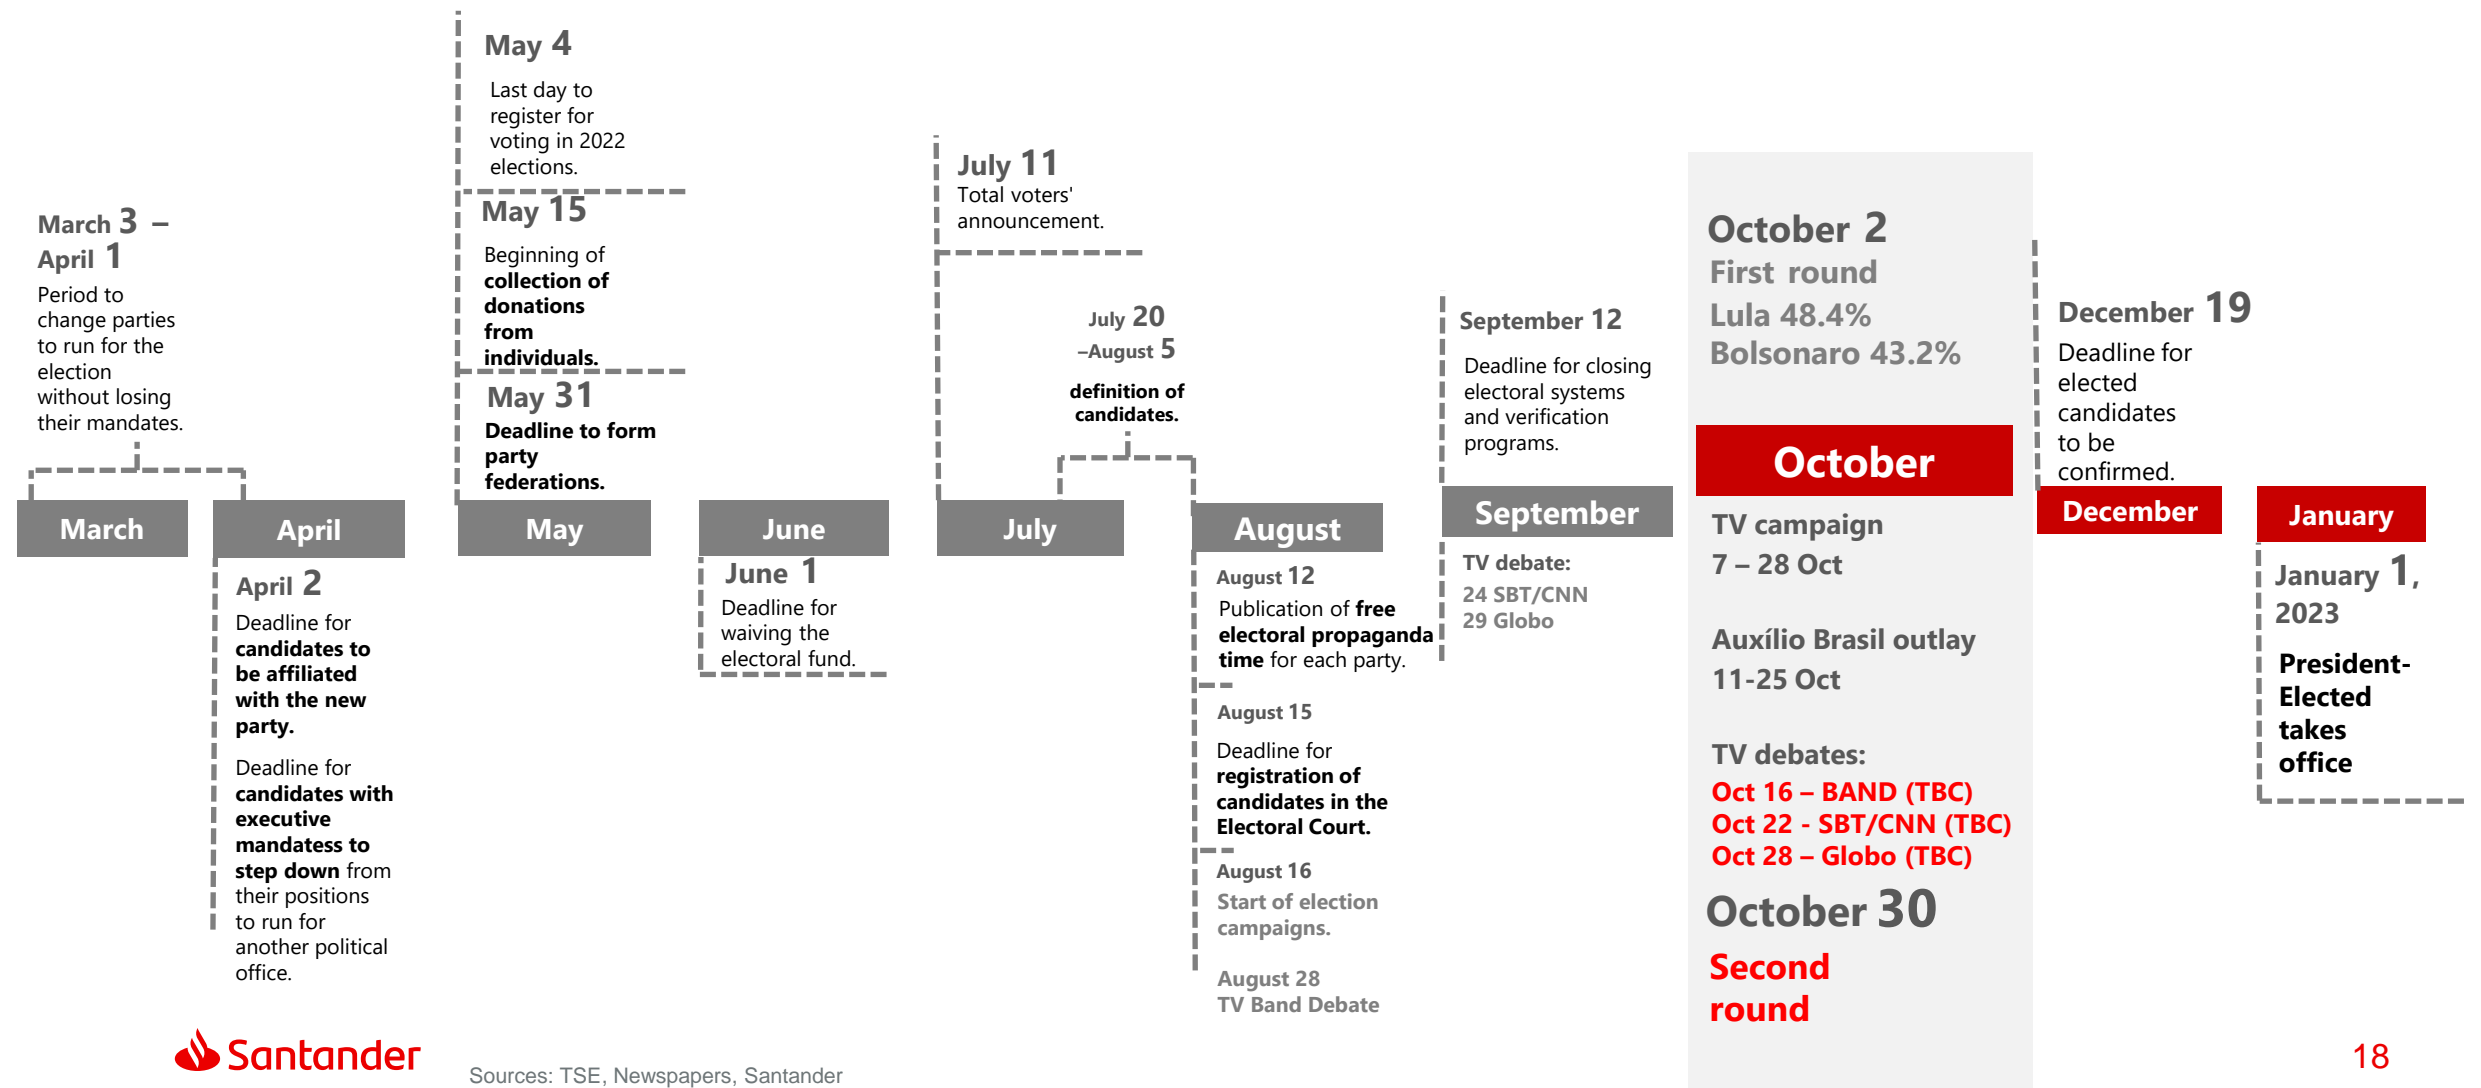 March 3 –
April 1
Period to
change parties
to run for the
election
without losing
their mandates.
March
April
April 2
Deadline for
candidates to
be affiliated
with the new
party.
Deadline for
candidates with
executive
mandatess to
step down from
their positions
to run for
another political
office.
May 4
Last day to
register for
voting in 2022
elections.
May 15
Beginning of
collection of
donations
from
individuals.
May 31
Deadline to form
party
federations.
May
June
June 1
Deadline for
waiving the
electoral fund.
July 11
Total voters'
announcement.
July 20
–August 5
definition of
candidates.
July
August
August 12
Publication of free
electoral propaganda
time for each party.
August 15
Deadline for
registration of
candidates in the
Electoral Court.
August 16
Start of election
campaigns.
August 28
TV Band Debate
September 12
Deadline for closing
electoral systems
and verification
programs.
September
TV debate:
24 SBT/CNN
29 Globo
October 2
First round
Lula 48.4%
Bolsonaro 43.2%
October
TV campaign
7 – 28 Oct
Auxílio Brasil outlay
11-25 Oct
TV debates:
Oct 16 – BAND (TBC)
Oct 22 - SBT/CNN (TBC)
Oct 28 – Globo (TBC)
October 30
Second
round
December 19
Deadline for
elected
candidates
to be
confirmed.
December
January
January 1,
2023
President-
Elected
takes
office
Santander
Sources: TSE, Newspapers, Santander
18